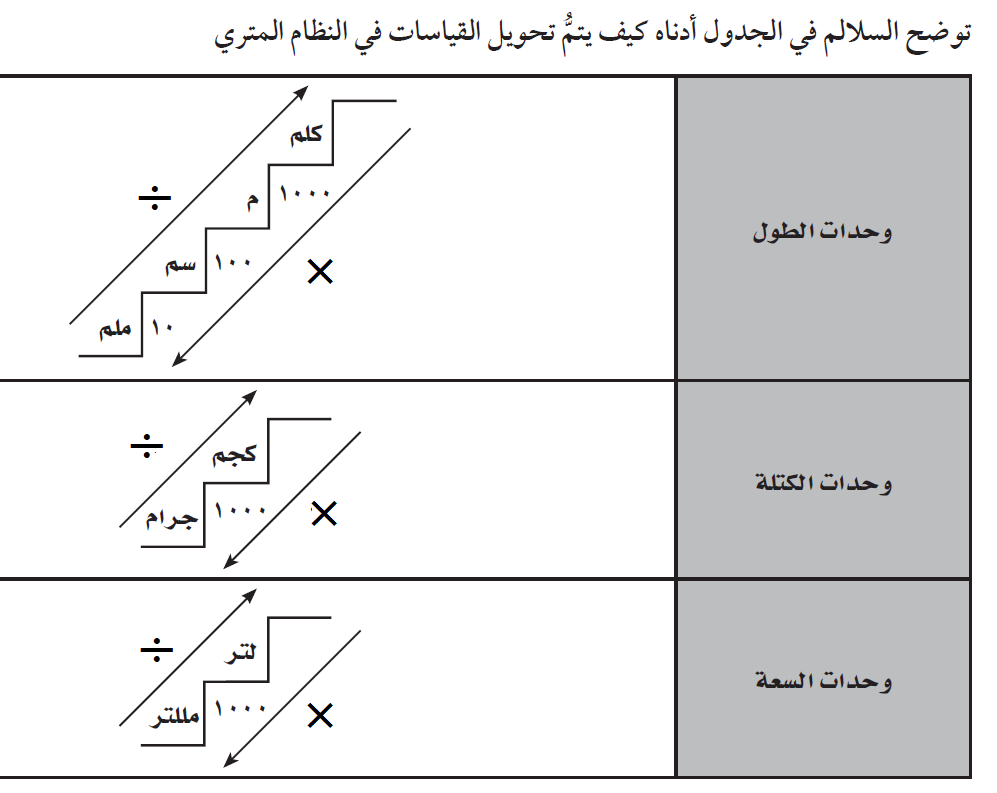 توضح السلالم في الجدول أدناه كيف يتمُّ تحويل القياسات في النظام المتري
وحدات الطول
كلم
÷
م
١٠٠٠
سم
١٠٠
×
ملم
١٠
وحدات الكتلة
÷
كجم
جرام
١٠٠٠
×
وحدات السعة
÷
لتر
مللتر
١٠٠٠
×